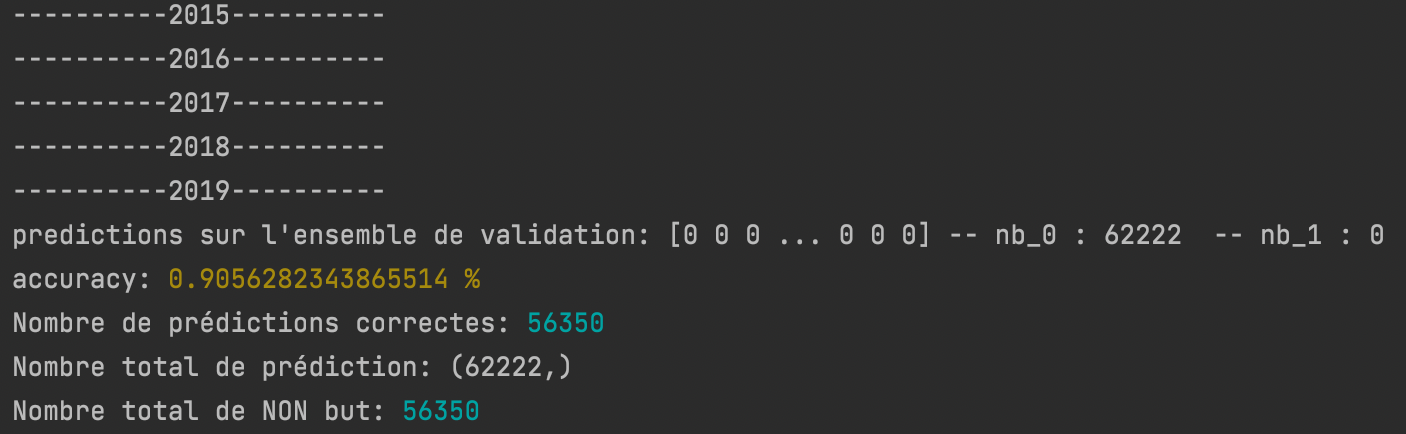 ----------2015----------
----------2016----------
----------2017----------
----------2018----------
----------2019----------
predictions sur l'ensemble de validation: [0 0 0 ... 0 0 0] -- nb_0 : 62222  -- nb_1 : 0
accuracy: 0.9056282343865514 %
Nombre de prédictions correctes: 56350
Nombre total de prédiction: (62222,)
Nombre total de NON but: 56350